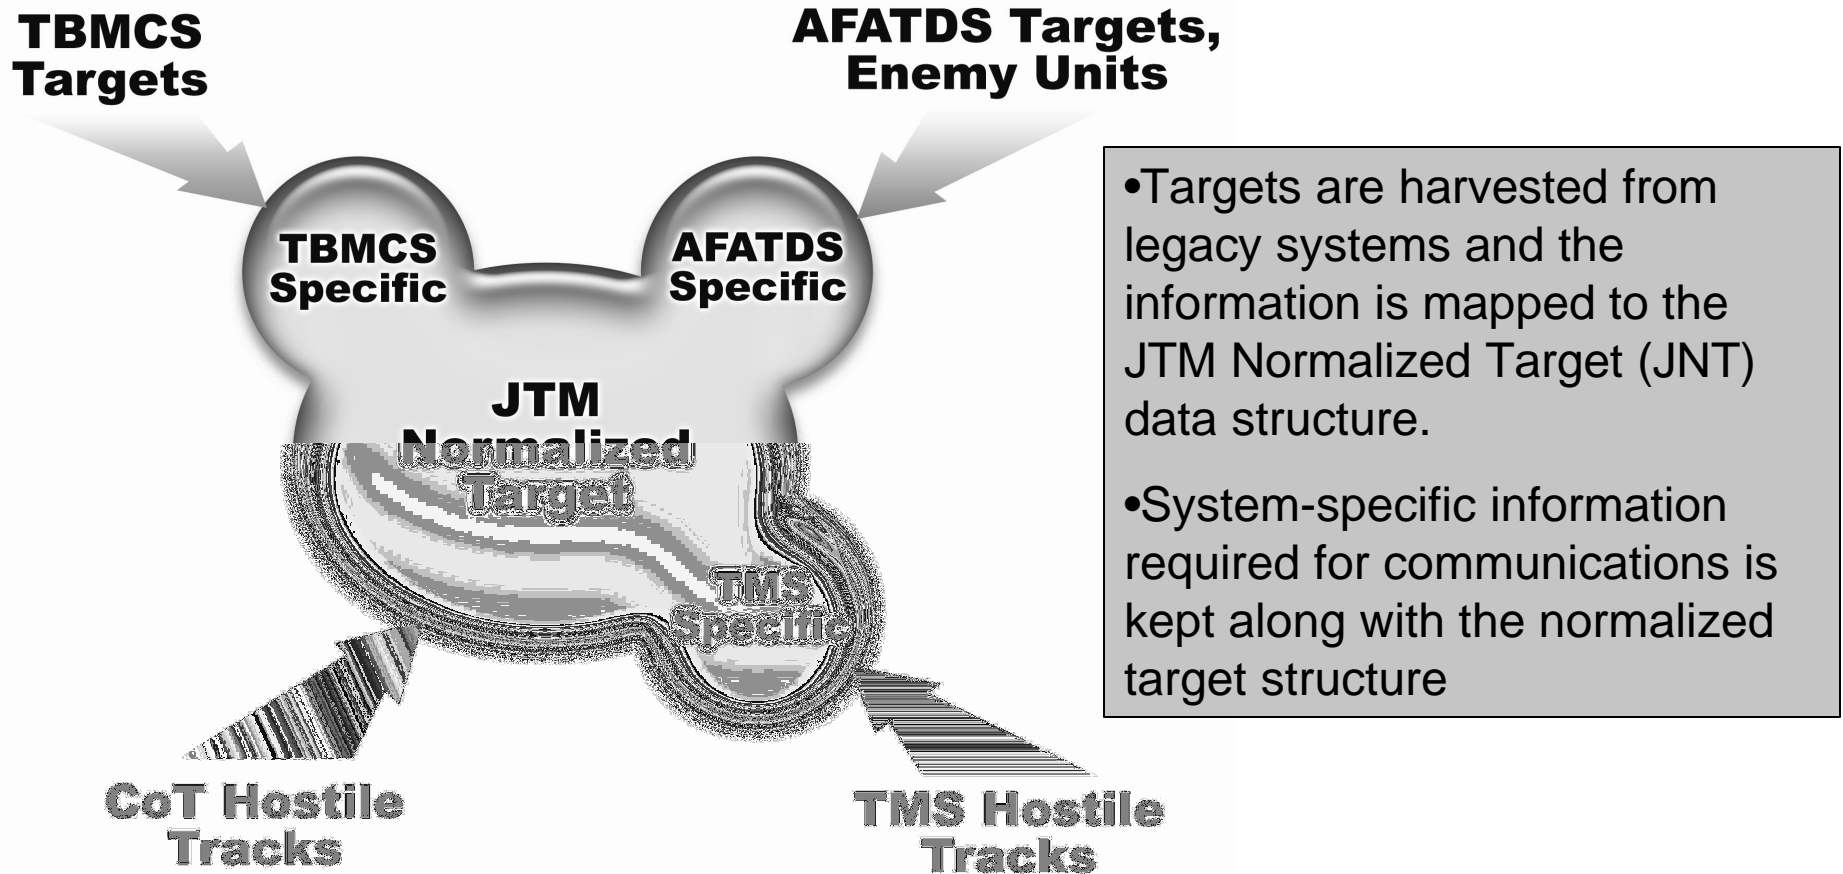 TBMCS
Targets
AFATDS Targets,
Enemy Units
TBMCS
Specific
AFATDS
Specific
JTM
Normalized
Target
TMS
Specific
CoT Hostile
Tracks
TMS Hostile
Tracks
•Targets are harvested from
legacy systems and the
information is mapped to the
JTM Normalized Target (JNT)
data structure.
•System-specific information
required for communications is
kept along with the normalized
target structure